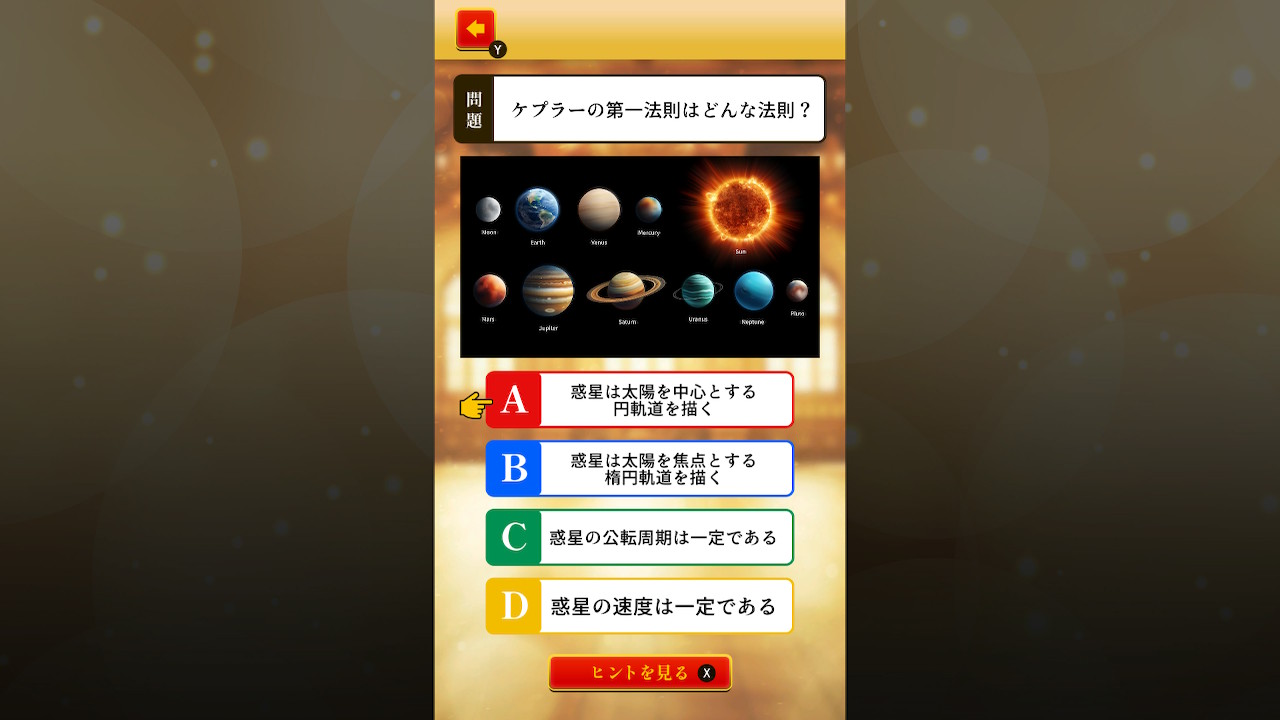 Y
問題
ケプラーの第一法則はどんな法則？
Moon
Earth
Venus
Mercury
Sun
Mars
Jupiter
Saturn
Uranus
Neptune
Pluto
A
惑星は太陽を中心とする
円軌道を描く
B
惑星は太陽を焦点とする
楕円軌道を描く
C
惑星の公転周期は一定である
D
惑星の速度は一定である
ヒントを見る X